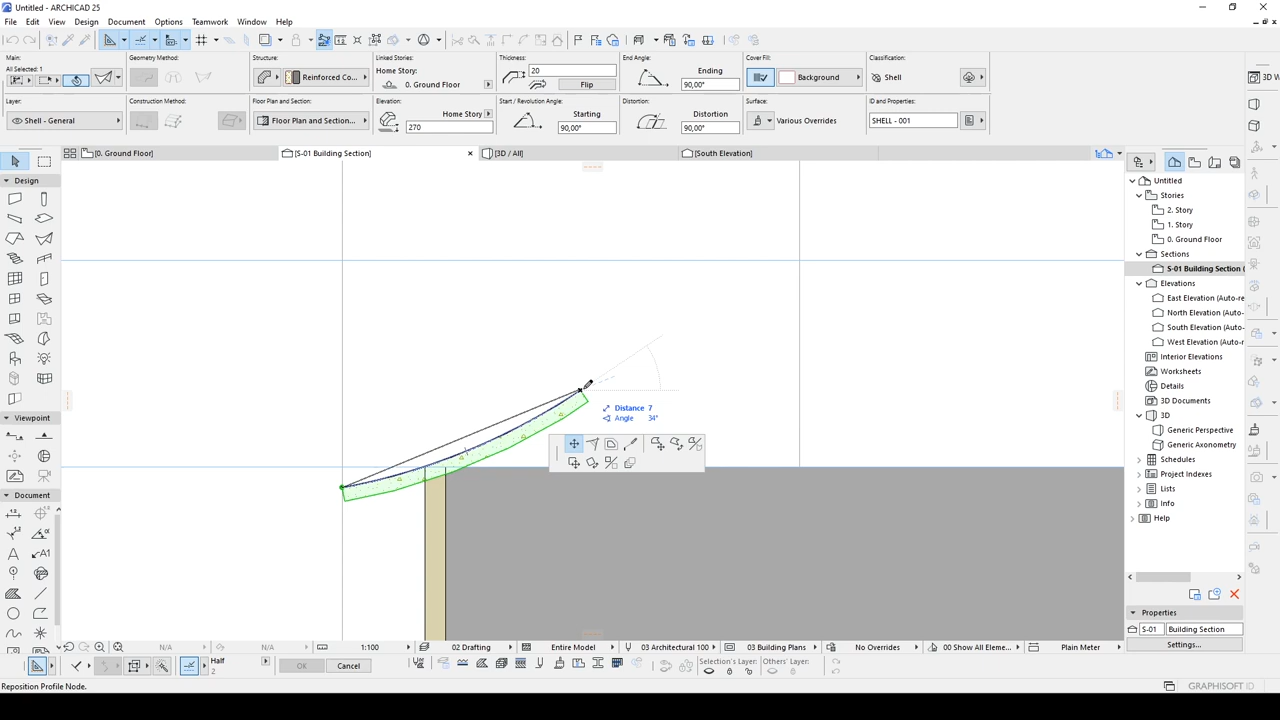 Untitled - ARCHICAD 25
File Edit View Design Document Options Teamwork Window Help
Main:
All Selected: 1
Geometry Method:
Structure:
Reinforced Co...
Linked Stories:
Home Story:
0. Ground Floor
Thickness:
20
Flip
End Angle:
Ending
90,00°
Cover Fill:
Background
Classification:
Shell
3D W
Layer:
Shell - General
Construction Method:
Floor Plan and Section:
Floor Plan and Section...
Elevation:
Home Story
270
Start / Revolution Angle:
Starting
90,00°
Distortion:
Distortion
90,00°
Surface:
Various Overrides
ID and Properties:
SHELL - 001
[0. Ground Floor]
[S-01 Building Section]
[3D / All]
[South Elevation]
Design
Viewpoint
Document
Distance 7
Angle 34°
Untitled
Stories
2. Story
1. Story
0. Ground Floor
Sections
S-01 Building Section (
Elevations
East Elevation (Auto-re
North Elevation (Auto-
South Elevation (Auto-
West Elevation (Auto-r
Interior Elevations
Worksheets
Details
3D Documents
3D
Generic Perspective
Generic Axonometry
Schedules
Project Indexes
Lists
Info
Help
Properties
S-01 Building Section
Settings...
N/A
N/A
1:100
02 Drafting
Entire Model
03 Architectural 100
03 Building Plans
No Overrides
00 Show All Eleme...
Plain Meter
Half
2
OK
Cancel
Selection's Layer:
Others' Layer:
Reposition Profile Node.
GRAPHISOFT ID